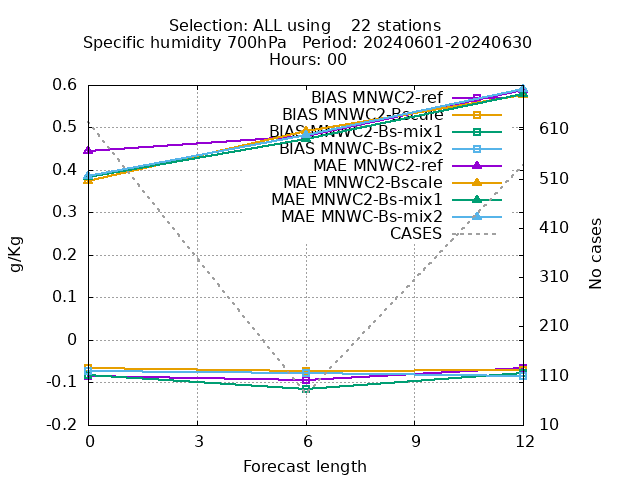 Selection: ALL using    22 stations
Specific humidity 700hPa   Period: 20240601-20240630
Hours: 00
BIAS MNWC2-ref
BIAS MNWC2-Bscale
BIAS MNWC2-Bs-mix1
BIAS MNWC-Bs-mix2
MAE MNWC2-ref
MAE MNWC2-Bscale
MAE MNWC2-Bs-mix1
MAE MNWC-Bs-mix2
CASES
0.6
0.5
0.4
0.3
0.2
0.1
0
-0.1
-0.2
g/Kg
610
510
410
310
210
110
10
No cases
0 3 6 9 12
Forecast length